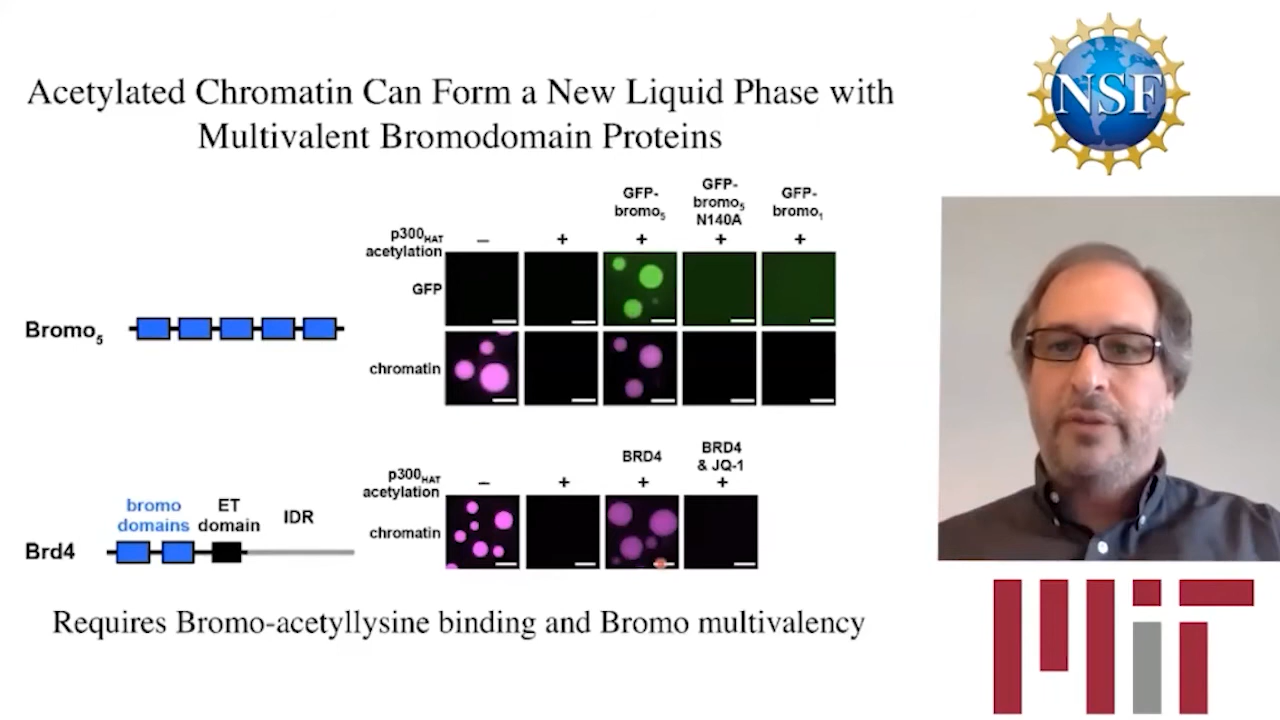 Acetylated Chromatin Can Form a New Liquid Phase with
Multivalent Bromodomain Proteins
NSF
GFP-
bromo5
GFP-
bromo5
N140A
GFP-
bromo1
p300HAT
acetylation
– + + + +
GFP
Bromo5
chromatin
BRD4
BRD4
& JQ-1
p300HAT
acetylation
– + + +
bromo
domains
ET
domain
IDR
chromatin
Brd4
Requires Bromo-acetyllysine binding and Bromo multivalency
MIT